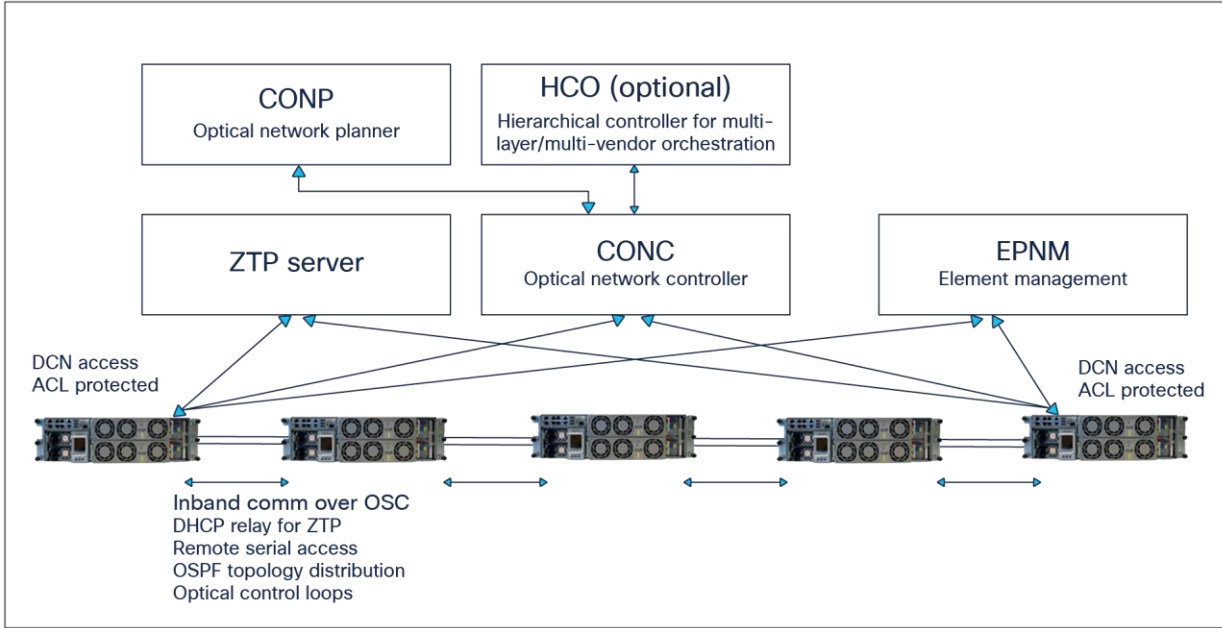 CONP
Optical network planner
HCO (optional)
Hierarchical controller for multi-
layer/multi-vendor orchestration
ZTP server
CONC
Optical network controller
EPNM
Element management
DCN access
ACL protected
DCN access
ACL protected
Inband comm over OSC
DHCP relay for ZTP
Remote serial access
OSPF topology distribution
Optical control loops